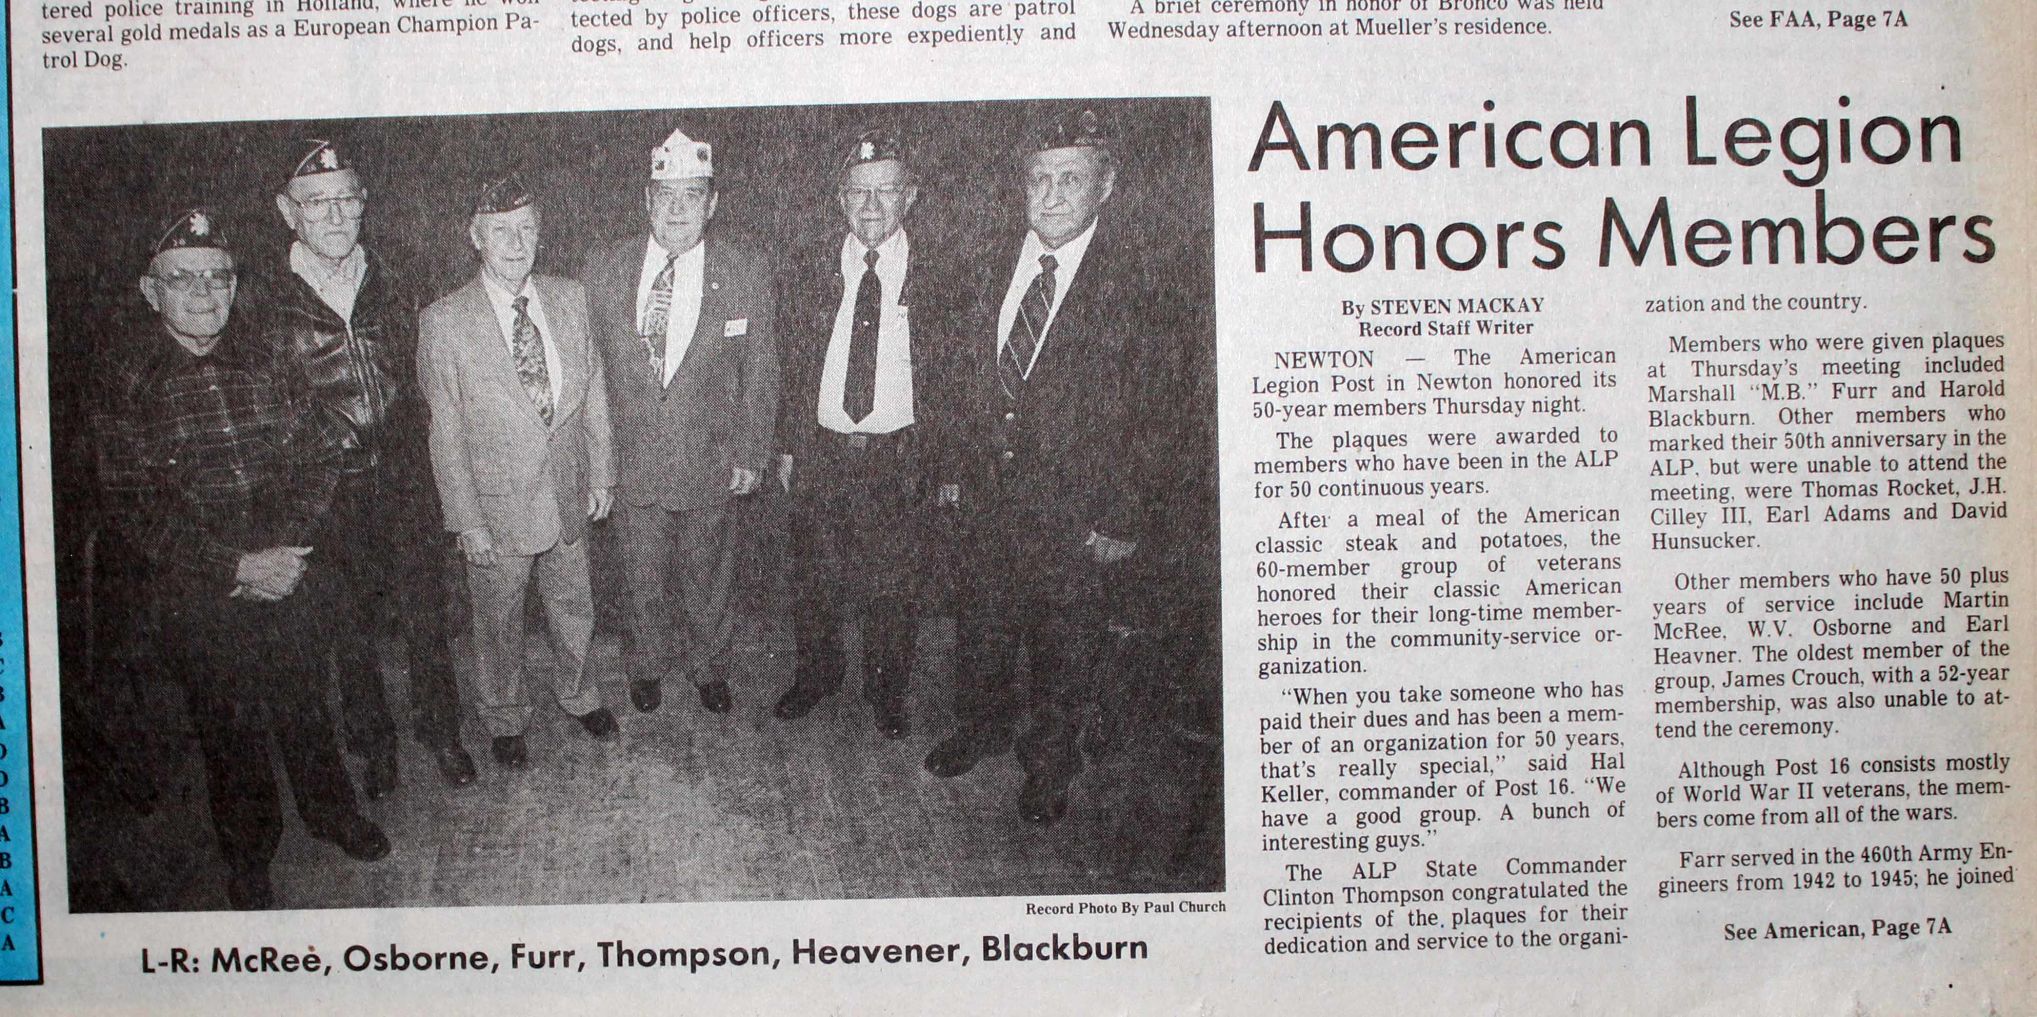 several gold medals as a European Champion Pa-
trol Dog.
tected by police officers, these dogs are patrol
dogs, and help officers more expediently and
A brief ceremony in honor of Bronco was held
Wednesday afternoon at Mueller's residence.
See FAA, Page 7A
Record Photo By Paul Church
L-R: McRee, Osborne, Furr, Thompson, Heavener, Blackburn
American Legion
Honors Members
By STEVEN MACKAY
Record Staff Writer
NEWTON — The American
Legion Post in Newton honored its
50-year members Thursday night.
The plaques were awarded to
members who have been in the ALP
for 50 continuous years.
After a meal of the American
classic steak and potatoes, the
60-member group of veterans
honored their classic American
heroes for their long-time member-
ship in the community-service or-
ganization.
"When you take someone who has
paid their dues and has been a mem-
ber of an organization for 50 years,
that's really special," said Hal
Keller, commander of Post 16. "We
have a good group. A bunch of
interesting guys."
The ALP State Commander
Clinton Thompson congratulated the
recipients of the plaques for their
dedication and service to the organi-
zation and the country.
Members who were given plaques
at Thursday's meeting included
Marshall "M.B." Furr and Harold
Blackburn. Other members who
marked their 50th anniversary in the
ALP, but were unable to attend the
meeting, were Thomas Rocket, J.H.
Cilley III, Earl Adams and David
Hunsucker.
Other members who have 50 plus
years of service include Martin
McRee, W.V. Osborne and Earl
Heavner. The oldest member of the
group, James Crouch, with a 52-year
membership, was also unable to at-
tend the ceremony.
Although Post 16 consists mostly
of World War II veterans, the mem-
bers come from all of the wars.
Farr served in the 460th Army En-
gineers from 1942 to 1945; he joined
See American, Page 7A